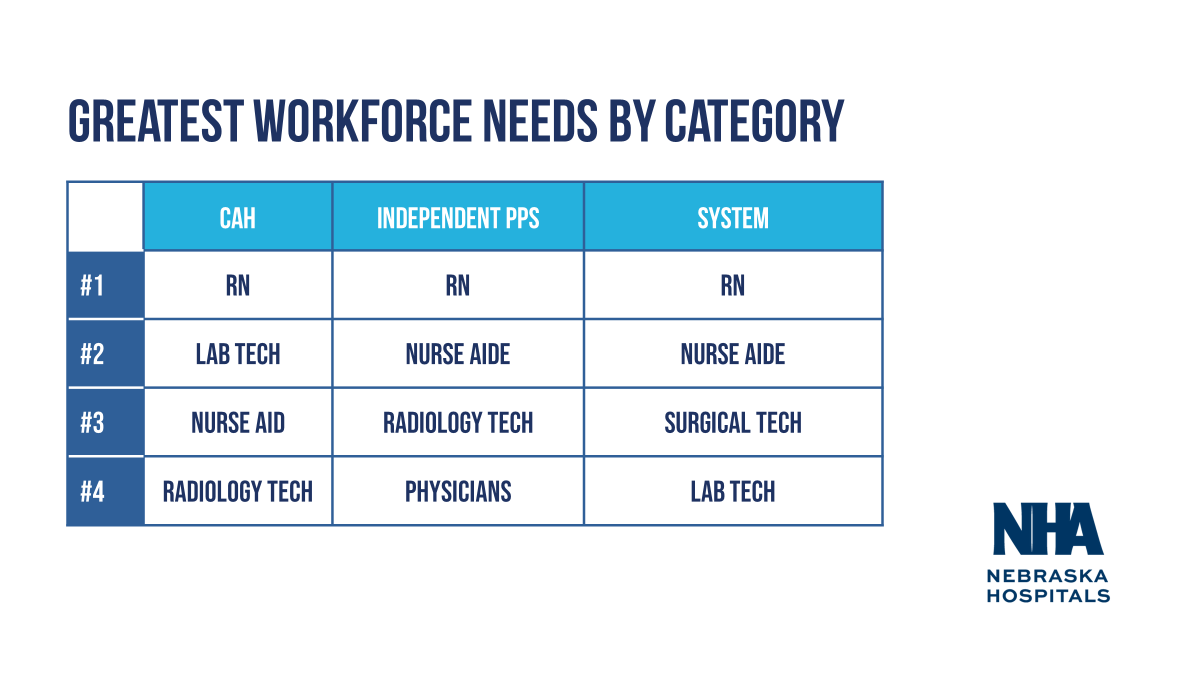 GREATEST WORKFORCE NEEDS BY CATEGORY
CAH INDEPENDENT PPS SYSTEM
#1 RN RN RN
#2 LAB TECH NURSE AIDE NURSE AIDE
#3 NURSE AID RADIOLOGY TECH SURGICAL TECH
#4 RADIOLOGY TECH PHYSICIANS LAB TECH
NHA
NEBRASKA
HOSPITALS